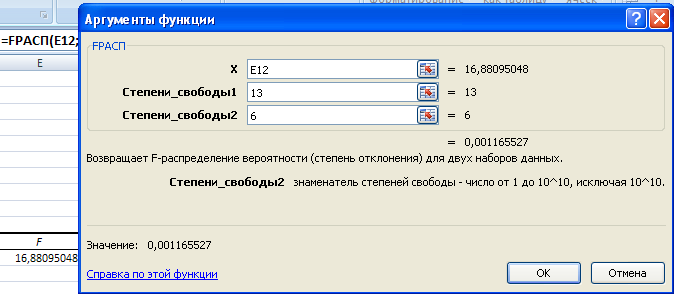 Аргументы функции
=FРАСП(E12;
FРАСП
E
X E12 = 16,88095048
Степени_свободы1 13 = 13
Степени_свободы2 6 = 6
= 0,001165527
Возвращает F-распределение вероятности (степень отклонения) для двух наборов данных.
Степени_свободы2 знаменатель степеней свободы - число от 1 до 10^10, исключая 10^10.
F
Значение: 0,001165527
16,88095048
Справка по этой функции
OK
Отмена